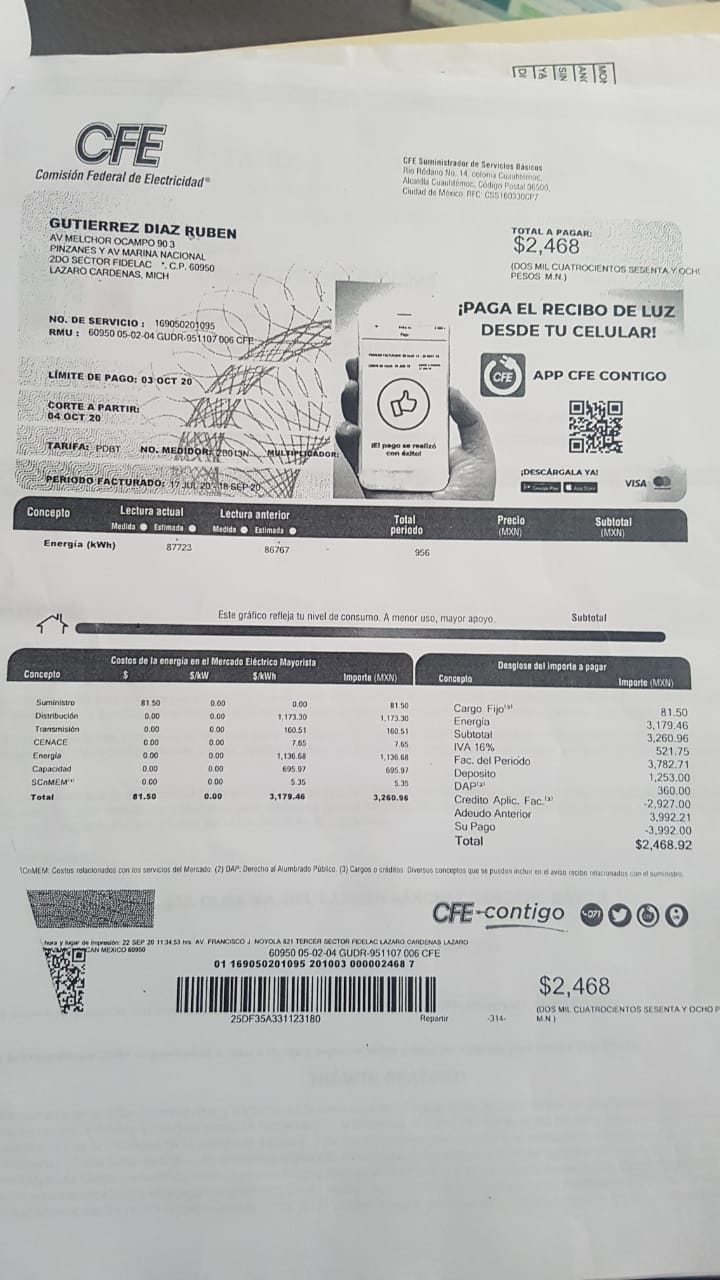 MON
ANC
SIN
YA
DI
CFE
Comisión Federal de Electricidad®
CFE Suministrador de Servicios Básicos
Río Ródano No. 14, colonia Cuauhtémoc,
Alcaldía Cuauhtémoc, Código Postal 06500,
Ciudad de México. RFC: CSS160330CP7
GUTIERREZ DIAZ RUBEN
AV MELCHOR OCAMPO 90 3
PINZANES Y AV MARINA NACIONAL
2DO SECTOR FIDELAC *. C.P. 60950
LAZARO CARDENAS, MICH
TOTAL A PAGAR:
$2,468
(DOS MIL CUATROCIENTOS SESENTA Y OCHO
PESOS M.N.)
NO. DE SERVICIO : 169050201095
RMU : 60950 05-02-04 GUDR-951107 006 CFE
LÍMITE DE PAGO: 03 OCT 20
CORTE A PARTIR:
04 OCT 20
TARIFA: PDBT NO. MEDIDOR: MULTIPLICADOR:
PERIODO FACTURADO: 17 JUL 20 - 18 SEP 20
¡PAGA EL RECIBO DE LUZ
DESDE TU CELULAR!
CFE
APP CFE CONTIGO
¡El pago se realizó
con éxito!
¡DESCÁRGALA YA!
Google Play App Store
VISA
Concepto Lectura actual Lectura anterior Total periodo Precio (MXN) Subtotal (MXN)
Medida Estimada Medida Estimada
Energía (kWh) 87723 86767 - 956
Este gráfico refleja tu nivel de consumo. A menor uso, mayor apoyo. Subtotal
Costos de la energía en el Mercado Eléctrico Mayorista
Concepto $ $/kW $/kWh Importe (MXN)
Suministro 81.50 0.00 0.00 81.50
Distribución 0.00 0.00 1,173.30 1,173.30
Transmisión 0.00 0.00 160.51 160.51
CENACE 0.00 0.00 7.65 7.65
Energía 0.00 0.00 1,136.68 1,136.68
Capacidad 0.00 0.00 695.97 695.97
SCnMEM(1) 0.00 0.00 5.35 5.35
Total 81.50 0.00 3,179.46 3,260.96
Desglose del importe a pagar
Concepto Importe (MXN)
Cargo Fijo(3) 81.50
Energía 3,179.46
Subtotal 3,260.96
IVA 16% 521.75
Fac. del Periodo 3,782.71
Deposito 1,253.00
DAP(2) 360.00
Credito Aplic. Fac.(3) -2,927.00
Adeudo Anterior 3,992.21
Su Pago -3,992.00
Total $2,468.92
1CnMEM: Costos relacionados con los servicios del Mercado. (2) DAP: Derecho al Alumbrado Público. (3) Cargos o créditos: Diversos conceptos que se pueden incluir en el aviso recibo relacionados con el suministro.
CFE-contigo 071
hora y lugar de impresión: 22 SEP 20 11:34:53 hrs. AV. FRANCISCO J. NOYOLA 521 TERCER SECTOR FIDELAC LAZARO CARDENAS LAZARO
CAN MEXICO 60950
60950 05-02-04 GUDR-951107 006 CFE
01 169050201095 201003 000002468 7
25DF35A331123180
Repartir -314-
$2,468
(DOS MIL CUATROCIENTOS SESENTA Y OCHO P
M.N.)